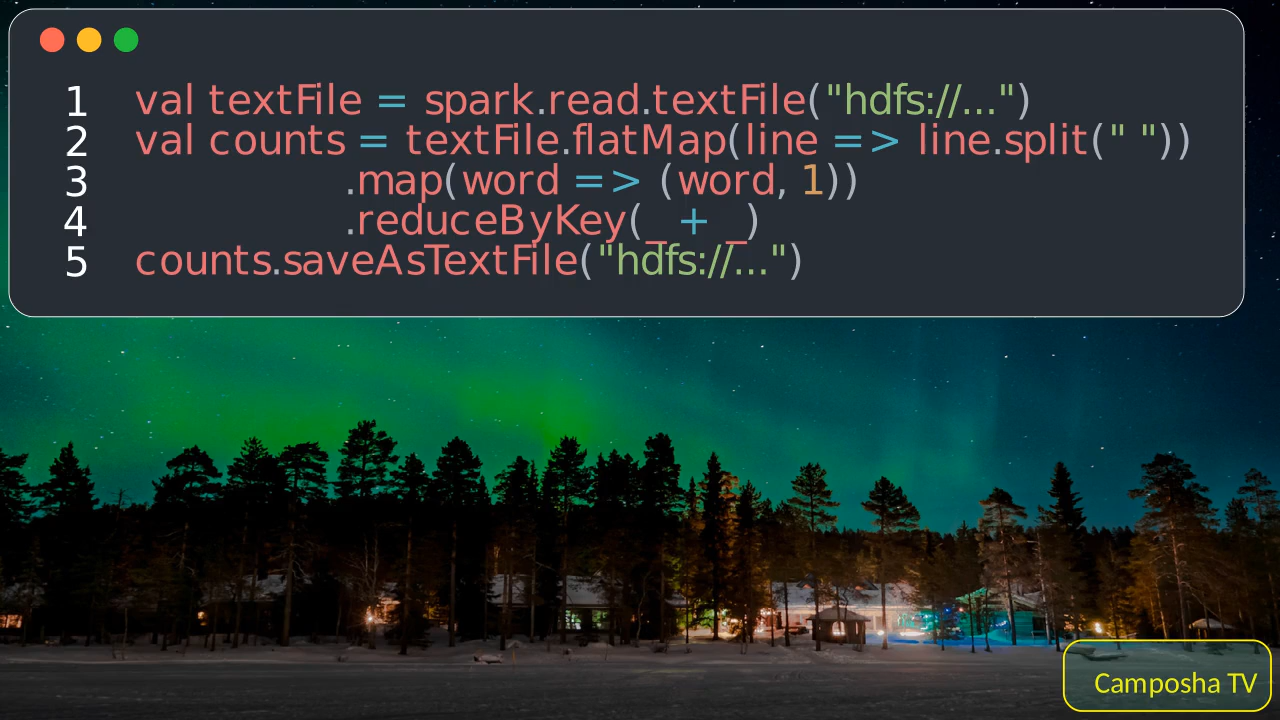 1 val textFile = spark.read.textFile("hdfs://...")
2 val counts = textFile.flatMap(line => line.split(" "))
3 .map(word => (word, 1))
4 .reduceByKey(_ + _)
5 counts.saveAsTextFile("hdfs://...")
Camposha TV